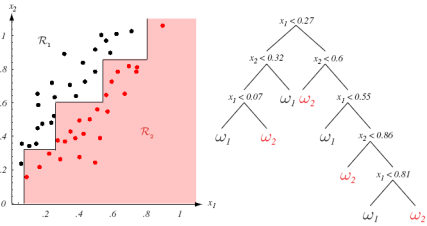 x2
1
.8
.6
.4
.2
0
R1
R2
.2 .4 .6 .8 1
x1
x1 < 0.27
x2 < 0.32
x2 < 0.6
x1 < 0.07
ω1
ω2
x1 < 0.55
ω1
ω2
ω1
x2 < 0.86
ω2
x1 < 0.81
ω1
ω2